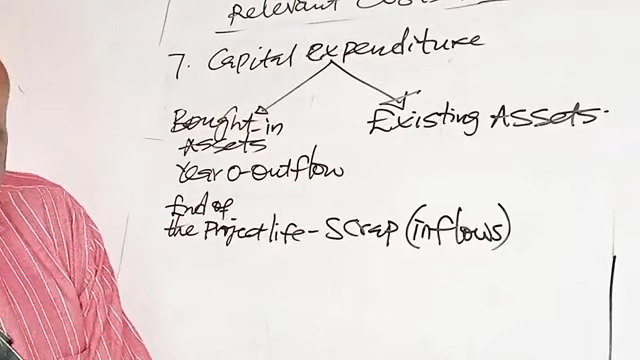 Relevant Costs
7. Capital Expenditure
Bought-in
Assets
Existing Assets.
Year 0-Outflow
End of
the Project life - Scrap (inflows)